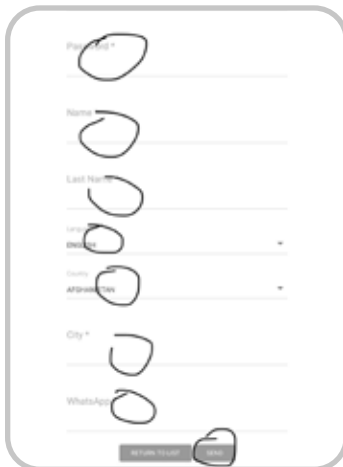 Password *
Name
Last Name
Language
ENGLISH
Country
AFGHANISTAN
City *
WhatsApp
RETURN TO LIST SEND